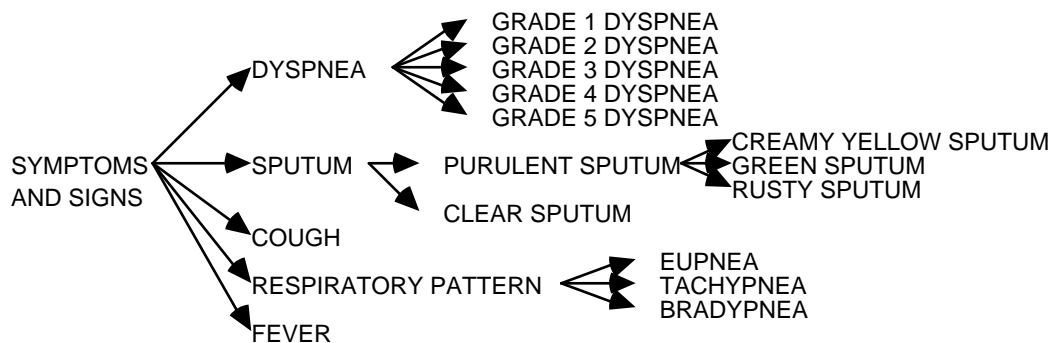 GRADE 1 DYSPNEA
GRADE 2 DYSPNEA
DYSPNEA
GRADE 3 DYSPNEA
GRADE 4 DYSPNEA
GRADE 5 DYSPNEA
SYMPTOMS
AND SIGNS
SPUTUM
PURULENT SPUTUM
CREAMY YELLOW SPUTUM
GREEN SPUTUM
RUSTY SPUTUM
CLEAR SPUTUM
COUGH
RESPIRATORY PATTERN
EUPNEA
TACHYPNEA
BRADYPNEA
FEVER